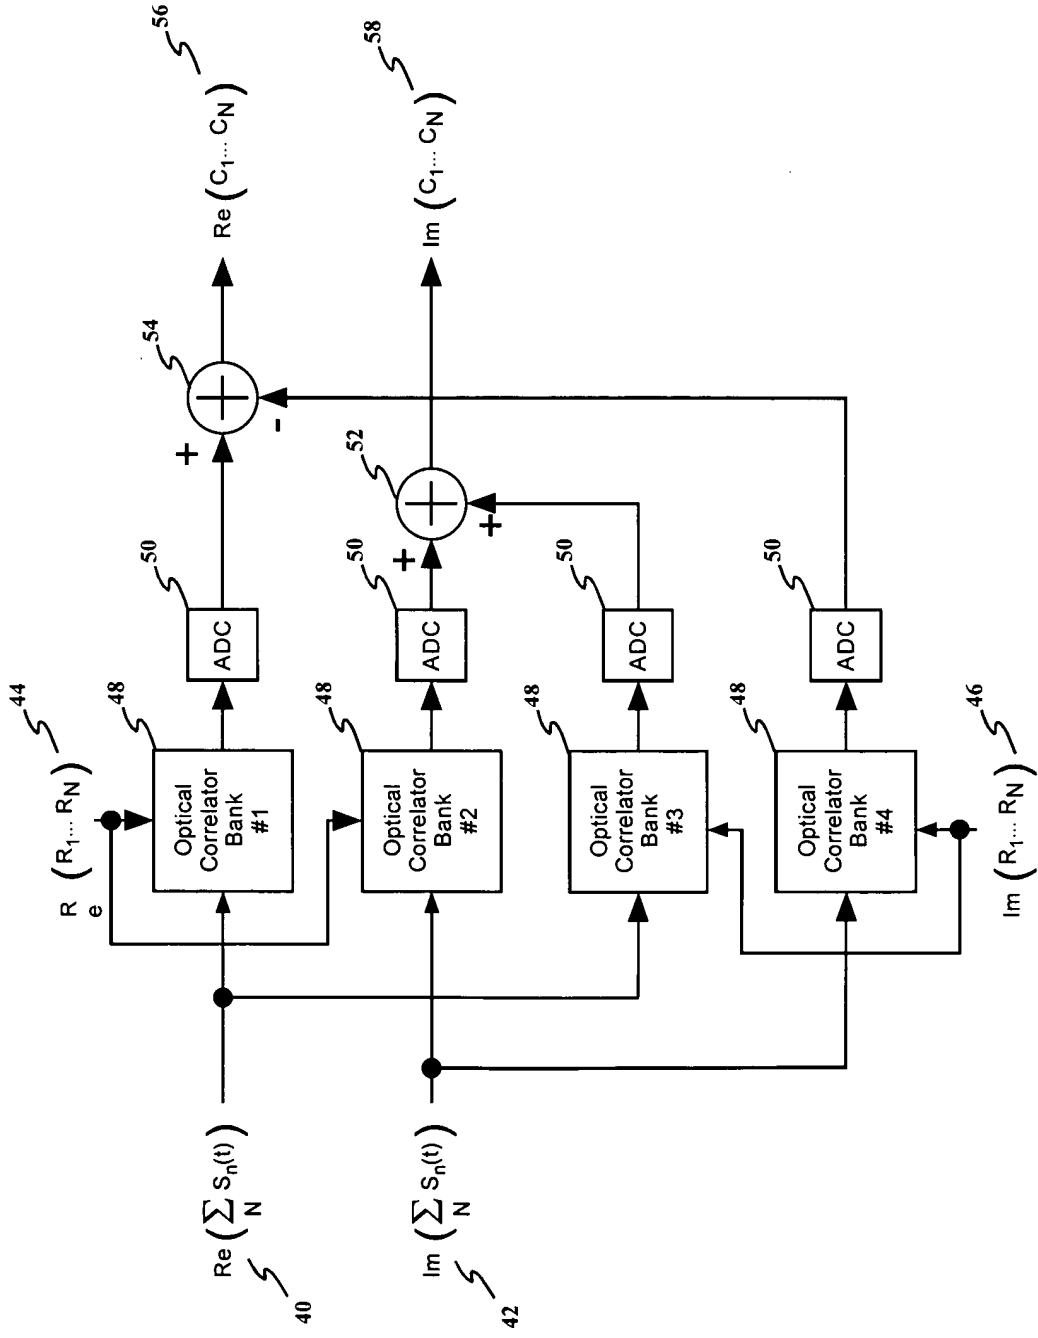 44
R
e
(R1... RN)
40
Re (∑ Sn(t))
N
48
Optical
Correlator
Bank
#1
50
ADC
+
-
54
Re (C1... CN)
56
42
Im (∑ Sn(t))
N
48
Optical
Correlator
Bank
#2
50
ADC
+
+
52
Im (C1... CN)
58
48
Optical
Correlator
Bank
#3
50
ADC
48
Optical
Correlator
Bank
#4
50
ADC
Im (R1... RN)
46